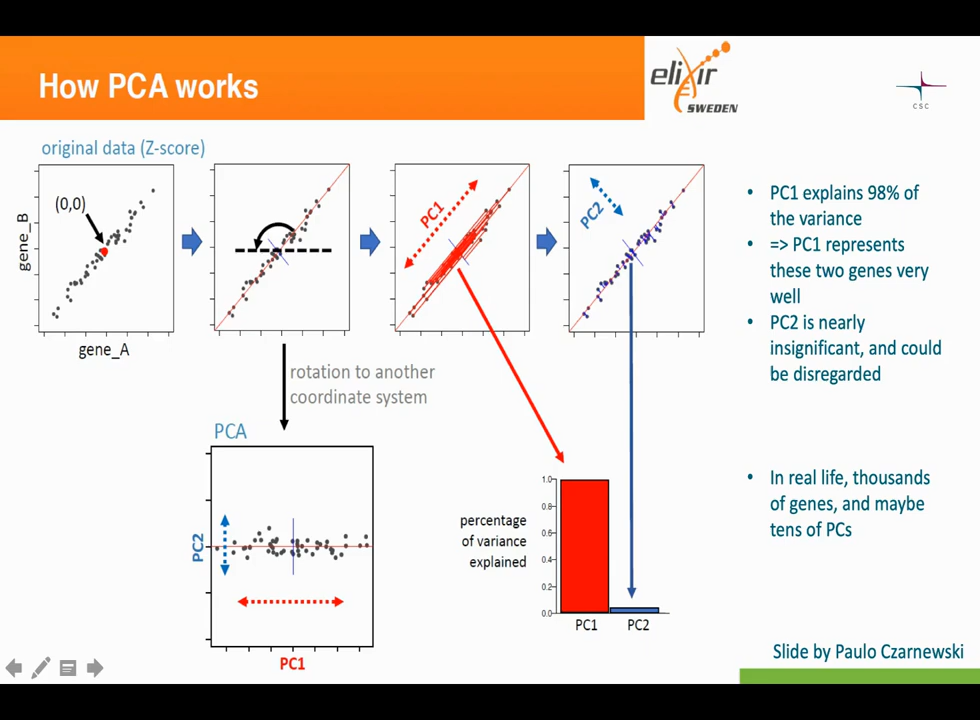 How PCA works
elixir
SWEDEN
CSC
original data (Z-score)
(0,0)
gene_B
gene_A
PC1
PC2
rotation to another
coordinate system
PCA
PC2
PC1
percentage
of variance
explained
1.0
0.8
0.6
0.4
0.2
0.0
PC1 PC2
• PC1 explains 98% of
the variance
• => PC1 represents
these two genes very
well
• PC2 is nearly
insignificant, and could
be disregarded
• In real life, thousands
of genes, and maybe
tens of PCs
Slide by Paulo Czarnewski